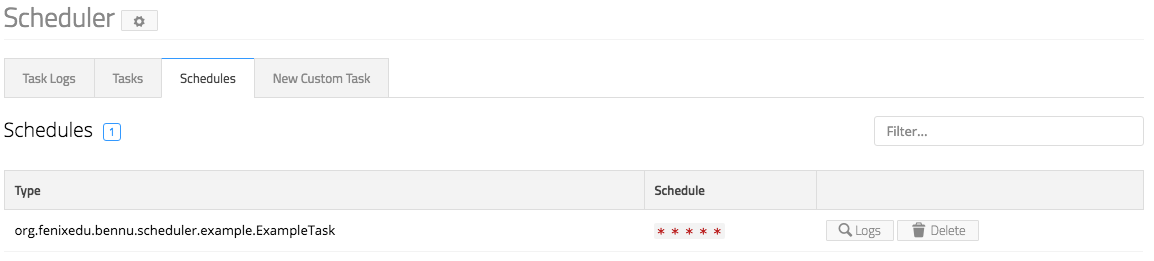 Scheduler
Task Logs Tasks Schedules New Custom Task
Schedules 1 Filter...
Type Schedule
org.fenixedu.bennu.scheduler.example.ExampleTask * * * * * Logs Delete